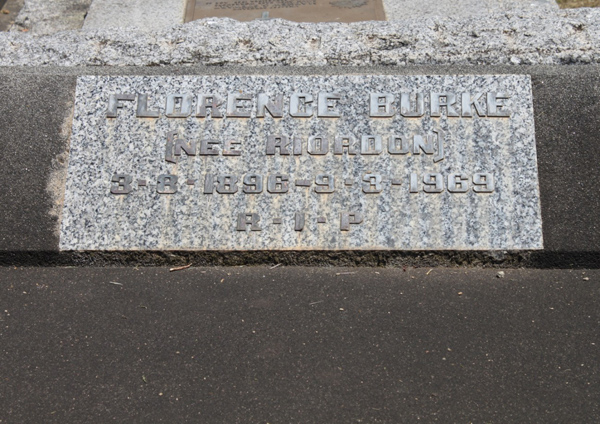 FLORENCE BURKE
(NEE RIORDON)
3-8-1896-9-3-1969
R-I-P